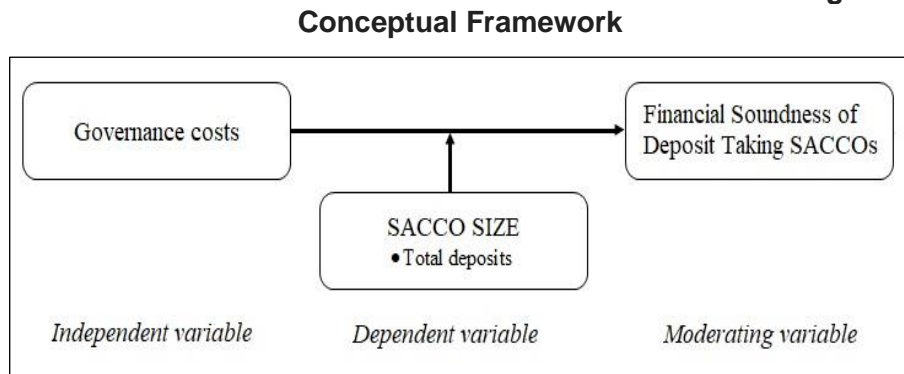 Conceptual Framework
Governance costs
Financial Soundness of
Deposit Taking SACCOs
SACCO SIZE
•Total deposits
Independent variable
Dependent variable
Moderating variable